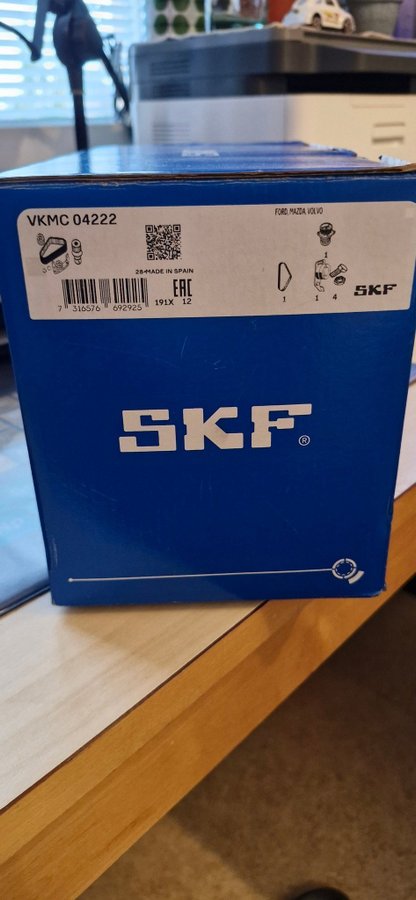 VKMC 04222
FORD, MAZDA, VOLVO
28-MADE IN SPAIN
EAC
7 316576 692925
191X 12
1
1
1 4
SKF
SKF®